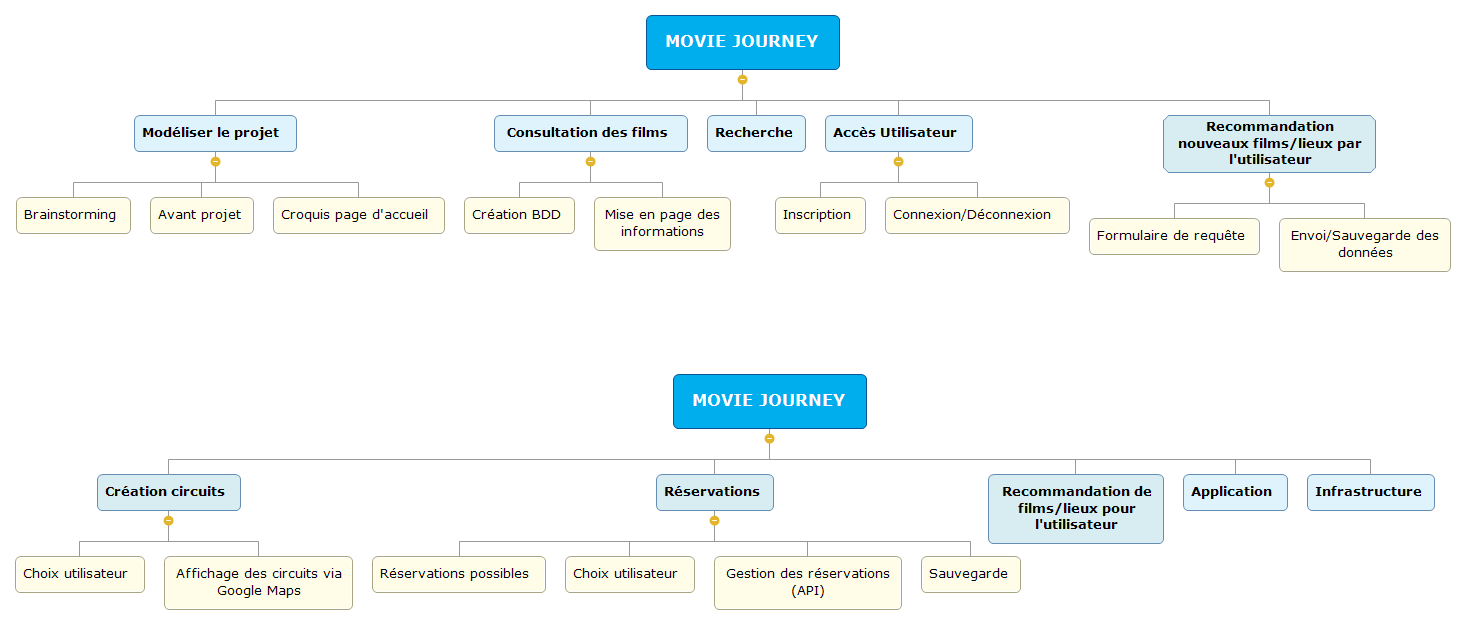 MOVIE JOURNEY
Modéliser le projet
Consultation des films
Recherche
Accès Utilisateur
Recommandation
nouveaux films/lieux par
l'utilisateur
Brainstorming
Avant projet
Croquis page d'accueil
Création BDD
Mise en page des
informations
Inscription
Connexion/Déconnexion
Formulaire de requête
Envoi/Sauvegarde des
données
MOVIE JOURNEY
Création circuits
Réservations
Recommandation de
films/lieux pour
l'utilisateur
Application
Infrastructure
Choix utilisateur
Affichage des circuits via
Google Maps
Réservations possibles
Choix utilisateur
Gestion des réservations
(API)
Sauvegarde